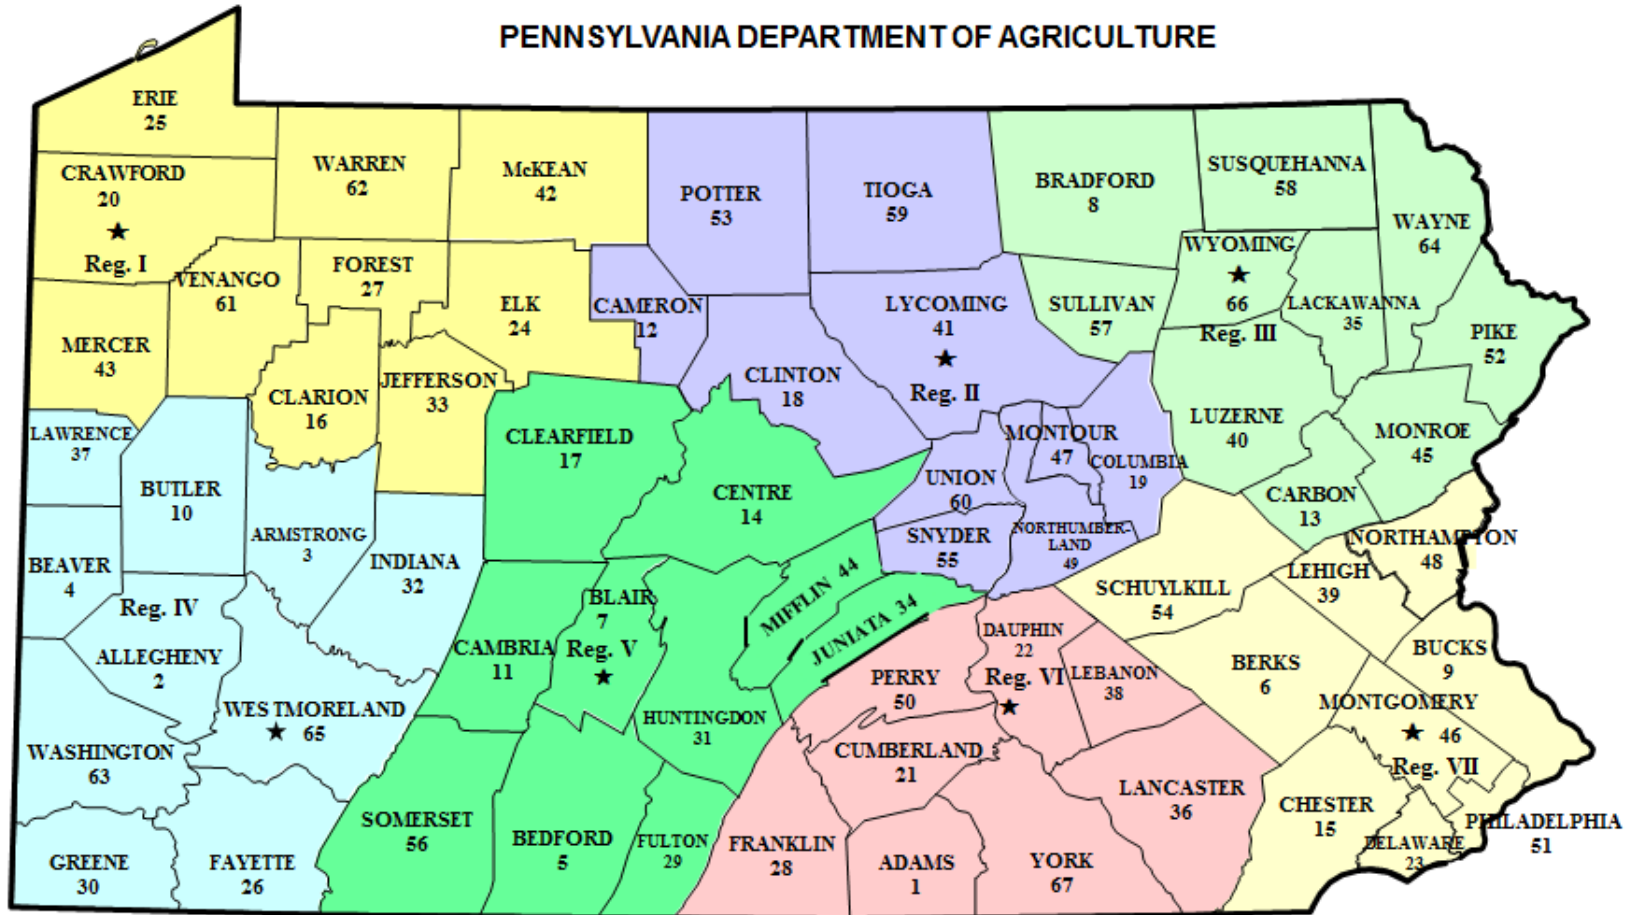 PENNSYLVANIA DEPARTMENT OF AGRICULTURE
ERIE
25
CRAWFORD
20
Reg. I
WARREN
62
McKEAN
42
POTTER
53
TIOGA
59
BRADFORD
8
SUSQUEHANNA
58
WAYNE
64
WYOMING
66
Reg. III
LACKAWANNA
35
PIKE
52
VENANGO
61
FOREST
27
ELK
24
CAMERON
12
LYCOMING
41
Reg. II
SULLIVAN
57
MERCER
43
CLARION
16
JEFFERSON
33
CLINTON
18
LUZERNE
40
MONROE
45
LAWRENCE
37
BUTLER
10
ARMSTRONG
3
INDIANA
32
CLEARFIELD
17
CENTRE
14
UNION
60
MONTOUR
47
COLUMBIA
19
CARBON
13
NORTHAMPTON
48
BEAVER
4
Reg. IV
ALLEGHENY
2
SNYDER
55
NORTHUMBER-
LAND
49
SCHUYLKILL
54
LEHIGH
39
BUCKS
9
CAMBRIA
11
BLAIR
7
Reg. V
MIFFLIN 44
JUNIATA 34
HUNTINGDON
31
PERRY
50
DAUPHIN
22
Reg. VI
LEBANON
38
BERKS
6
MONTGOMERY
46
Reg. VII
WESTMORELAND
65
WASHINGTON
63
GREENE
30
FAYETTE
26
SOMERSET
56
BEDFORD
5
FULTON
29
FRANKLIN
28
CUMBERLAND
21
ADAMS
1
YORK
67
LANCASTER
36
CHESTER
15
DELAWARE
23
PHILADELPHIA
51